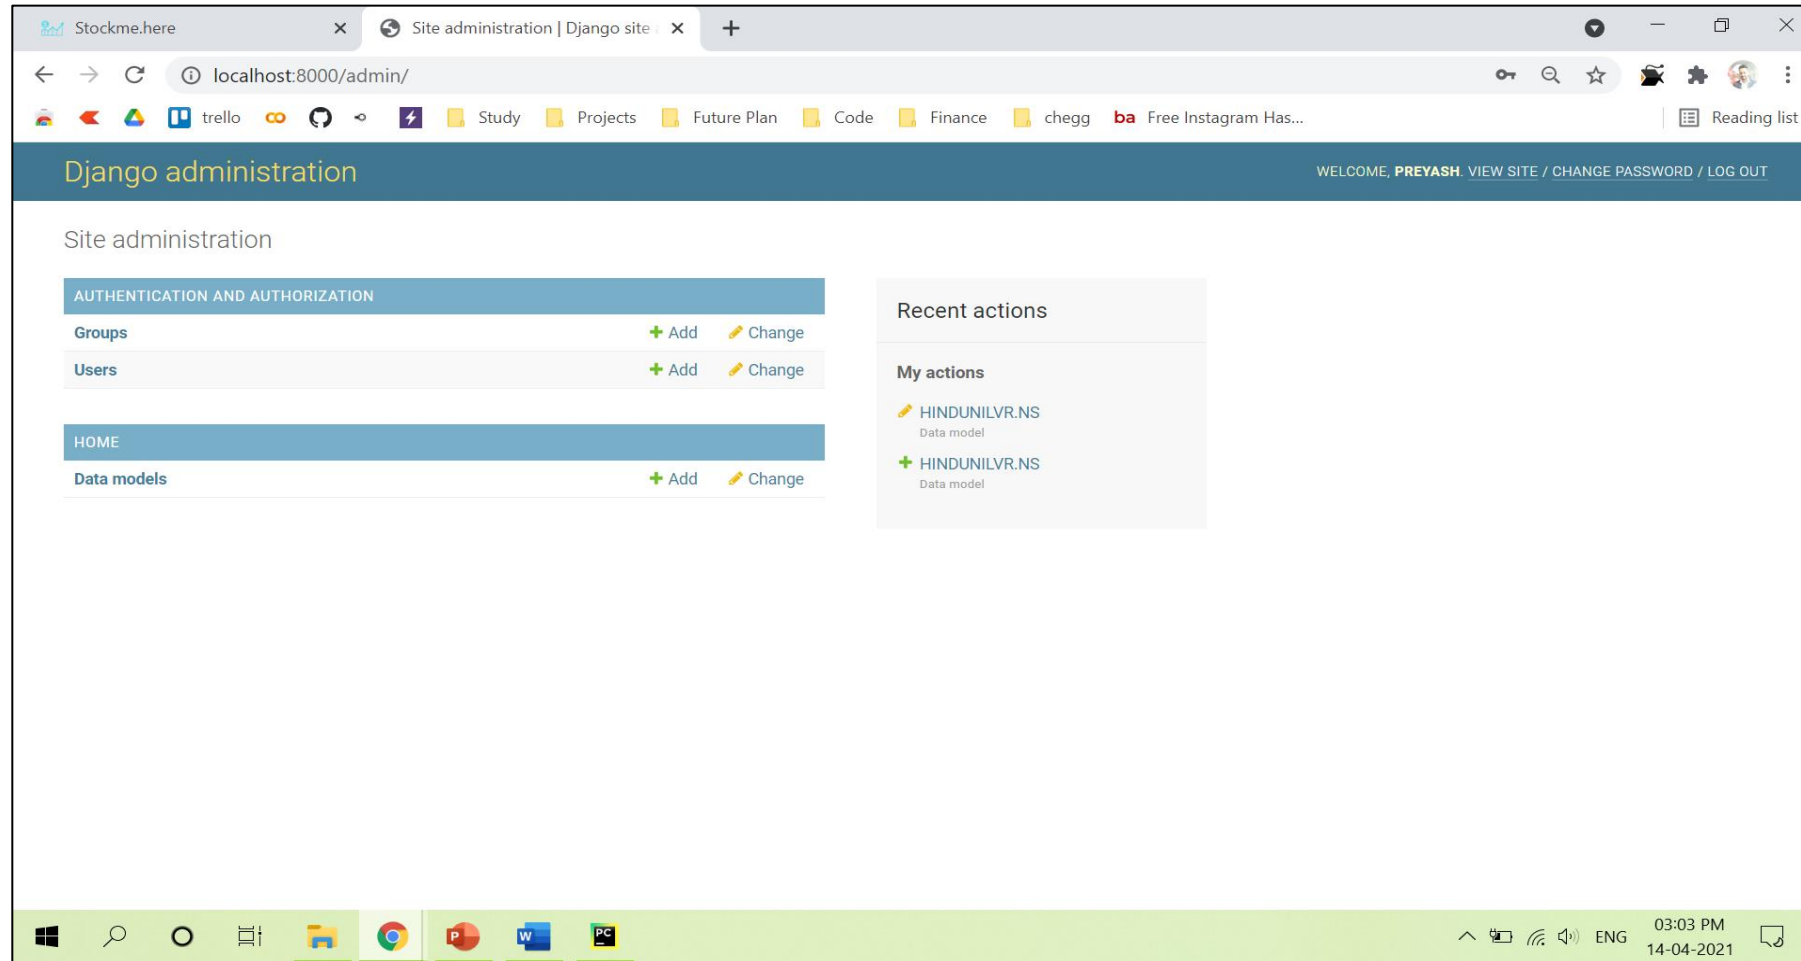 Stockme.here
Site administration | Django site
localhost:8000/admin/
trello Study Projects Future Plan Code Finance chegg ba Free Instagram Has... Reading list
Django administration
WELCOME, PREYASH. VIEW SITE / CHANGE PASSWORD / LOG OUT
Site administration
AUTHENTICATION AND AUTHORIZATION
Groups Add Change
Users Add Change
HOME
Data models Add Change
Recent actions
My actions
HINDUNILVR.NS
Data model
HINDUNILVR.NS
Data model
P W PC ENG
03:03 PM
14-04-2021